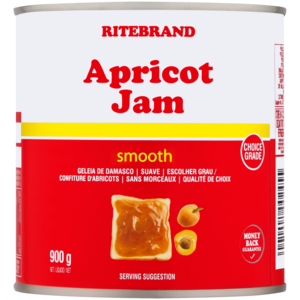 RITEBRAND
Apricot
Jam
smooth
CHOICE
GRADE
GELEIA DE DAMASCO | SUAVE | ESCOLHER GRAU /
CONFITURE D'ABRICOTS | SANS MORCEAUX | QUALITÉ DE CHOIX
MONEY
BACK
GUARANTEE
900 g
SERVING SUGGESTION